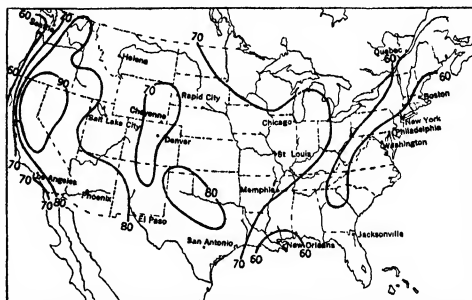 60
70
Seattle
Quebec
60
60
70
Helena
60
90
70
Rapid City
Boston
Cheyenne
Chicago
New York
Philadelphia
Salt Lake City
Denver
Washington
St Louis
70
Los Angeles
80
Memphis
70
80
Phoenix
El Paso
80
San Antonio
New Orleans
Jacksonville
70
60
60